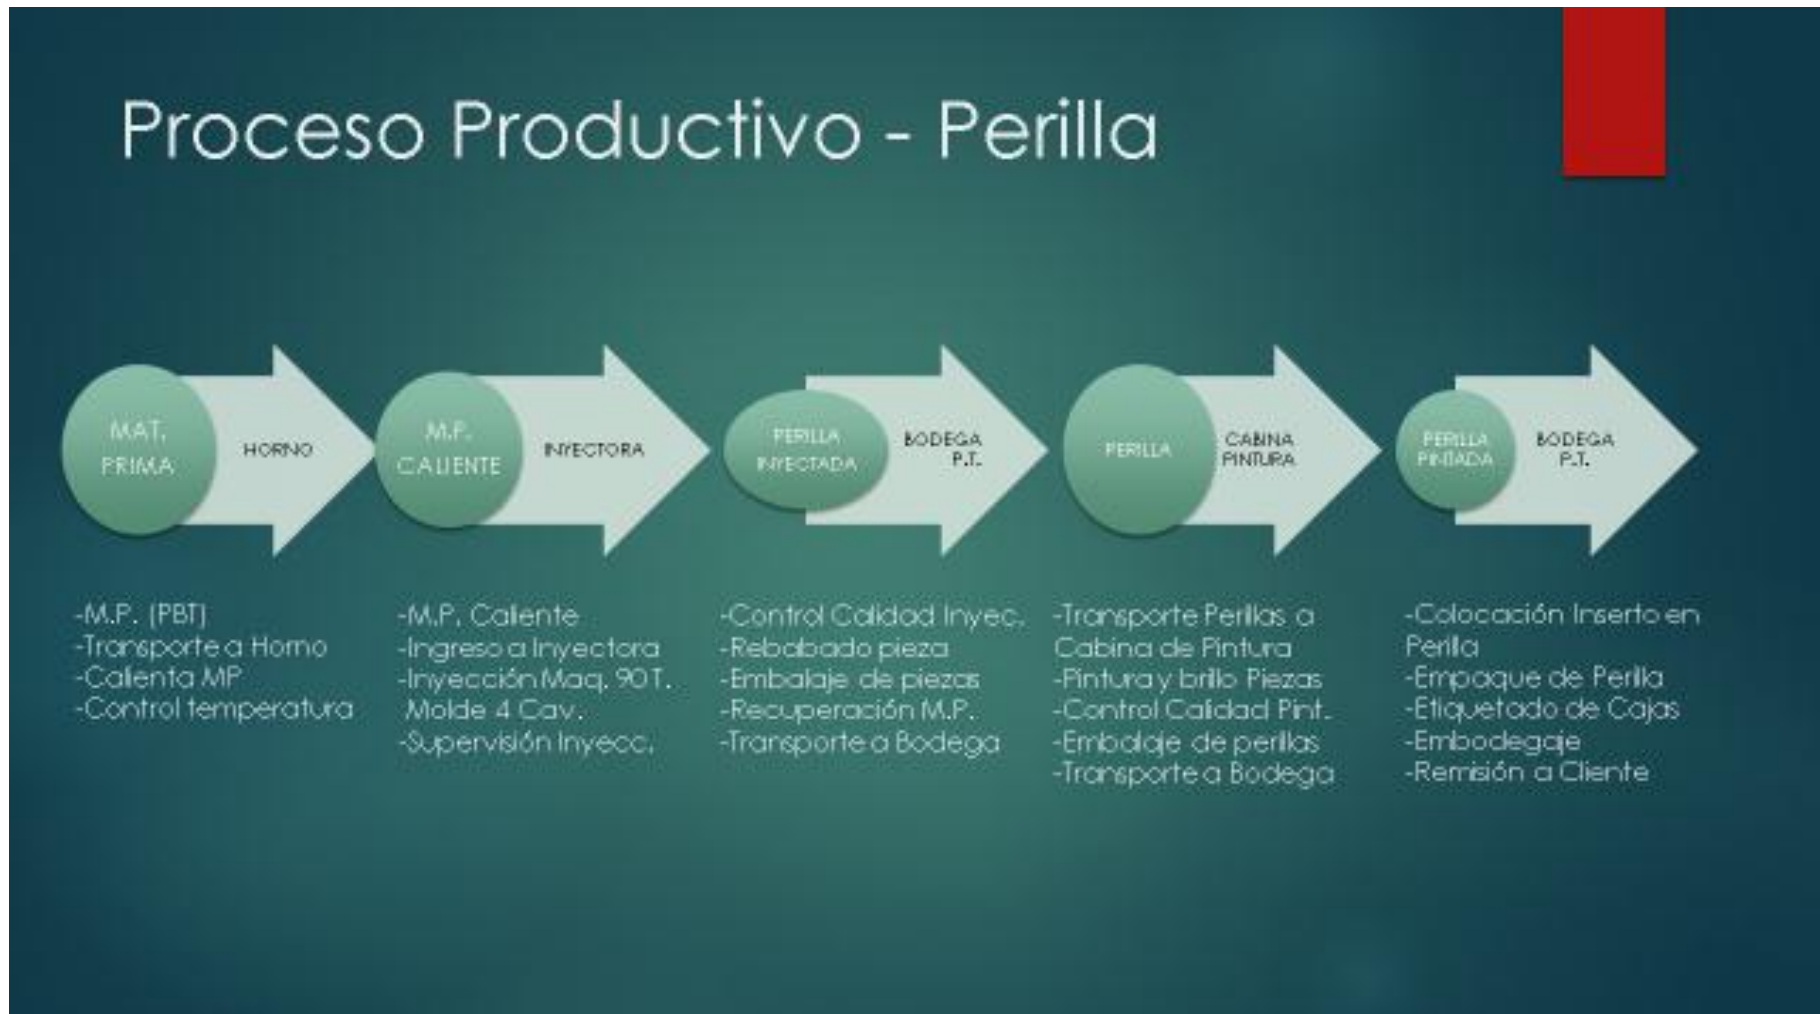 Proceso Productivo - Perilla
MAT.
PRIMA
HORNO
M.P.
CALIENTE
INYECTORA
PERILLA
INYECTADA
BODEGA
P.T.
PERILLA
CABINA
PINTURA
PERILLA
PINTADA
BODEGA
P.T.
-M.P. (PBT)
-Transporte a Horno
-Calienta MP
-Control temperatura
-M.P. Caliente
-Ingreso a Inyectora
-Inyección Maq. 90T.
Molde 4 Cav.
-Supervisión Inyecc.
-Control Calidad Inyec.
-Rebabado pieza
-Embalaje de piezas
-Recuperación M.P.
-Transporte a Bodega
-Transporte Perillas a
Cabina de Pintura
-Pintura y brillo Piezas
-Control Calidad Pint.
-Embalaje de perillas
-Transporte a Bodega
-Colocación Inserto en
Perilla
-Empaque de Perilla
-Etiquetado de Cajas
-Embodegaje
-Remisión a Cliente